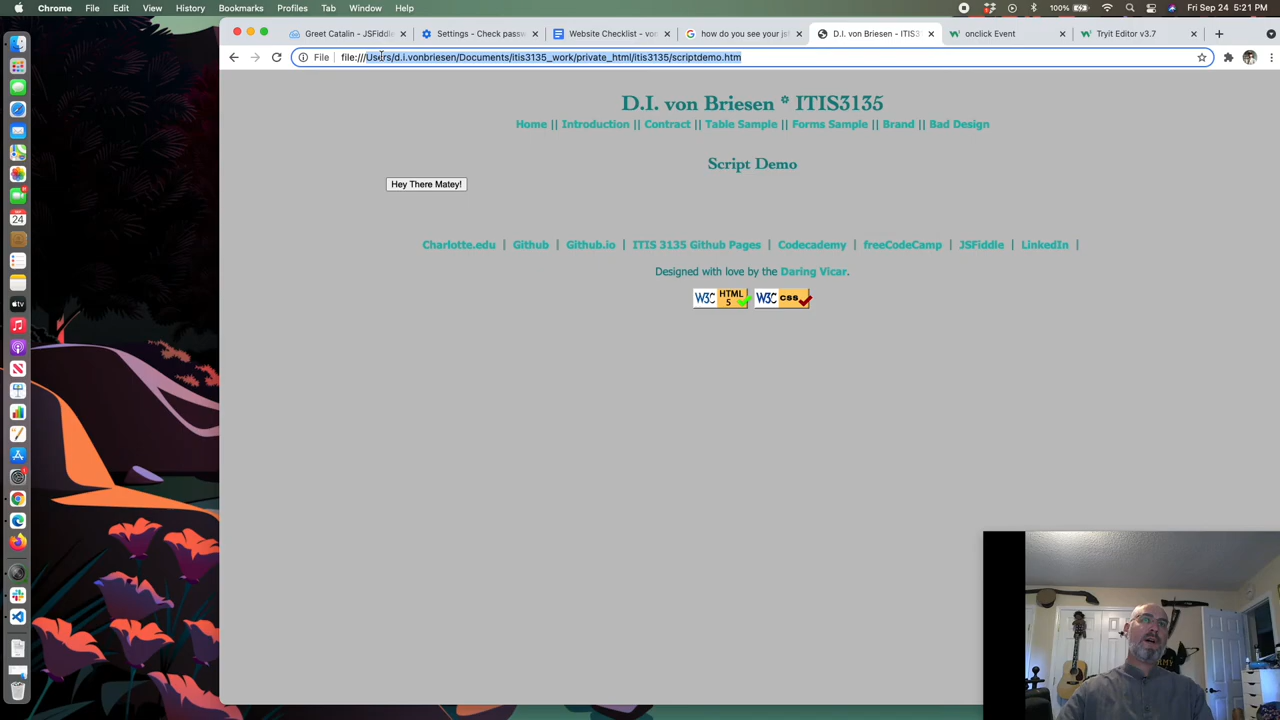 Chrome File Edit View History Bookmarks Profiles Tab Window Help
Fri Sep 24 5:21 PM
Greet Catalin - JSFiddle
Settings - Check passw
Website Checklist - vo
how do you see your js
D.I. von Briesen - ITIS3
onclick Event
Tryit Editor v3.7
File file:///Users/d.i.vonbriesen/Documents/itis3135_work/private_html/itis3135/scriptdemo.htm
D.I. von Briesen * ITIS3135
Home || Introduction || Contract || Table Sample || Forms Sample || Brand || Bad Design
Script Demo
Hey There Matey!
Charlotte.edu | Github | Github.io | ITIS 3135 Github Pages | Codecademy | freeCodeCamp | JSFiddle | LinkedIn |
Designed with love by the Daring Vicar.
W3C HTML 5 W3C css
SEP
24
tv